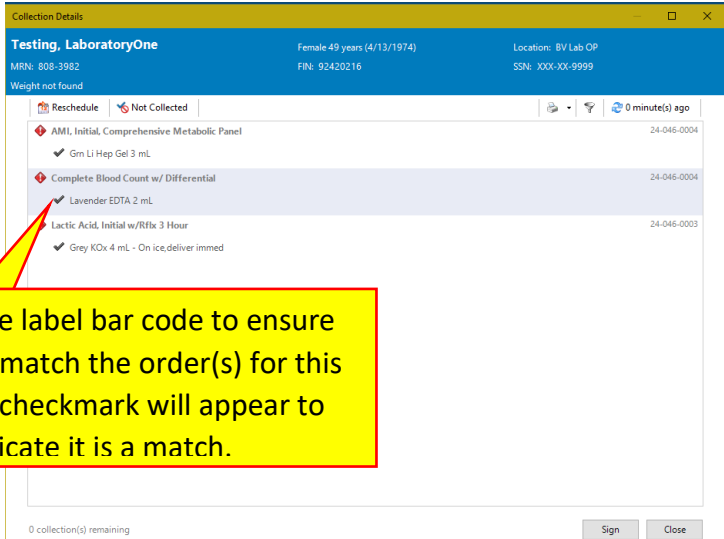 Collection Details
Testing, LaboratoryOne Female 49 years (4/13/1974) Location: BV Lab OP
MRN: 808-3982 FIN: 92420216 SSN: XXX-XX-9999
Weight not found
Reschedule Not Collected 0 minute(s) ago
AMI, Initial, Comprehensive Metabolic Panel 24-046-0004
Grn Li Hep Gel 3 mL
Complete Blood Count w/ Differential 24-046-0004
Lavender EDTA 2 mL
Lactic Acid, Initial w/Rflx 3 Hour 24-046-0003
Grey KOx 4 mL - On ice,deliver immed
label bar code to ensure
match the order(s) for this
checkmark will appear to
it is a match.
0 collection(s) remaining Sign Close